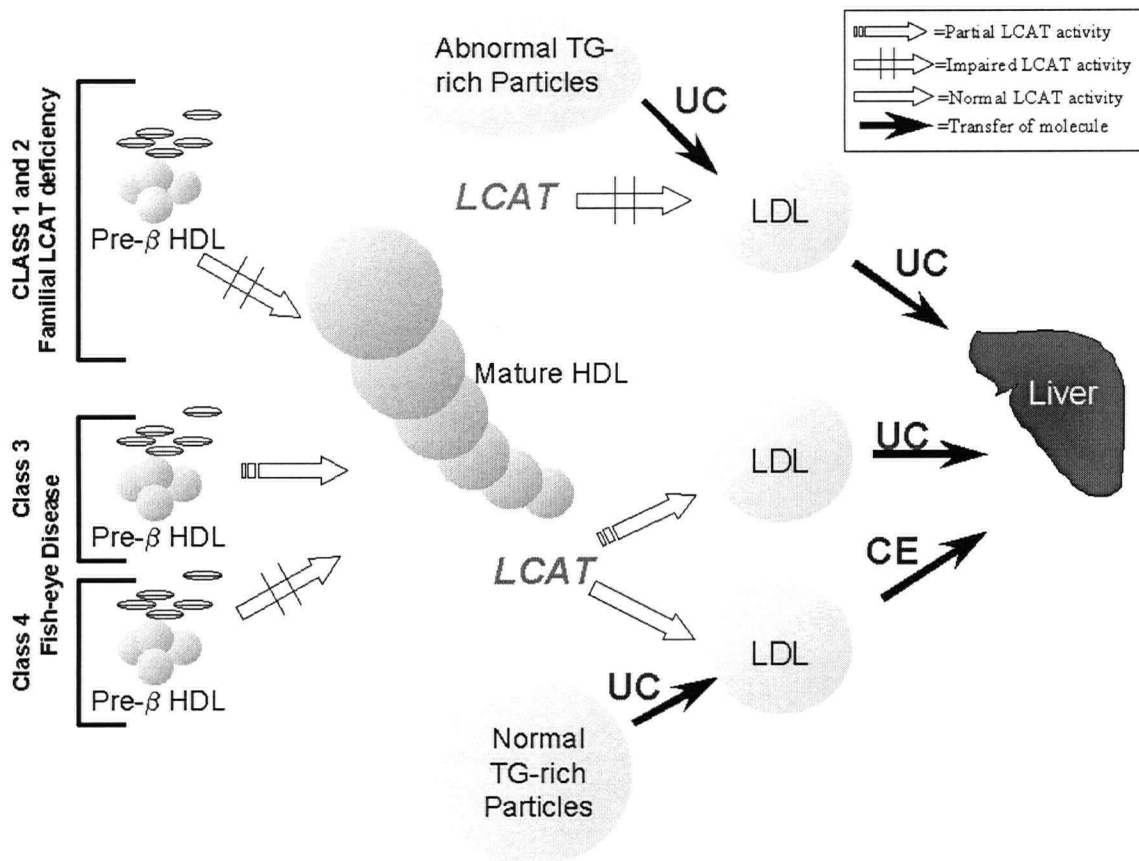 Abnormal TG-
rich Particles
UC
=Partial LCAT activity
=Impaired LCAT activity
=Normal LCAT activity
=Transfer of molecule
CLASS 1 and 2
Familial LCAT deficiency
Pre-β HDL
LCAT
LDL
UC
Mature HDL
Liver
Class 3
Class 4
Fish-eye Disease
Pre-β HDL
LDL
UC
LCAT
CE
Pre-β HDL
LDL
UC
Normal
TG-rich
Particles